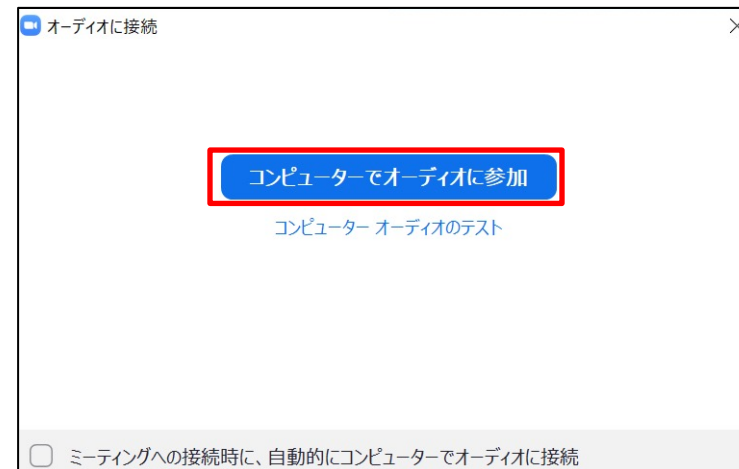 オーディオに接続
コンピューターでオーディオに参加
コンピューター オーディオのテスト
ミーティングへの接続時に、自動的にコンピューターでオーディオに接続